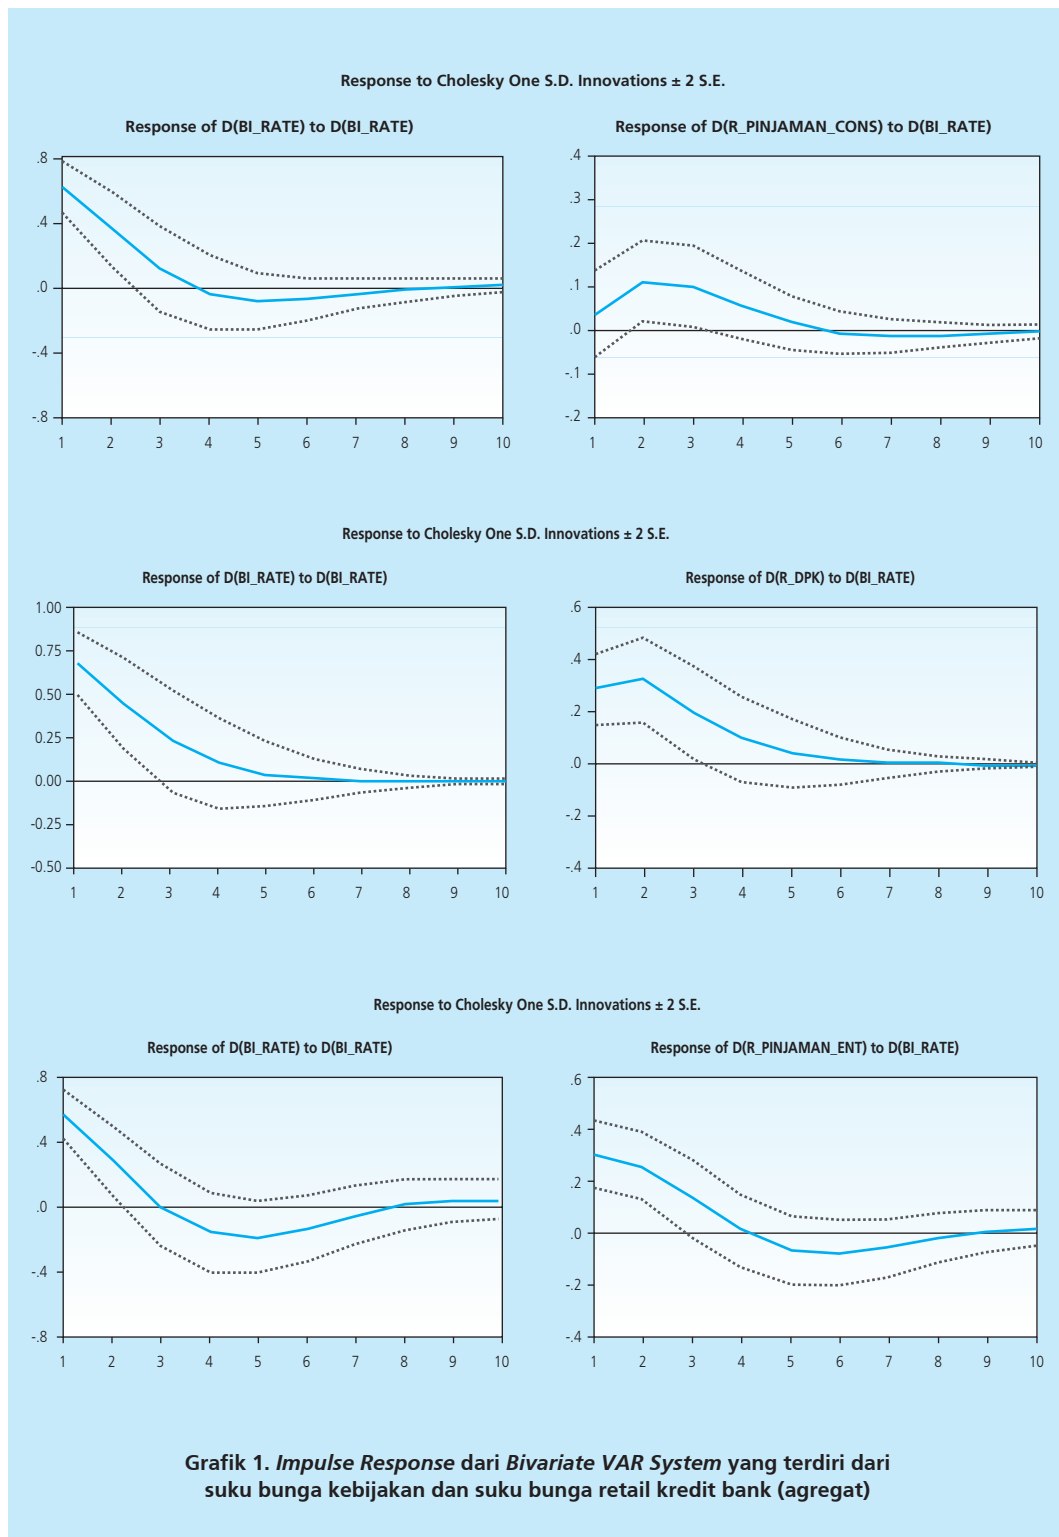 Response to Cholesky One S.D. Innovations ± 2 S.E.
Response of D(BI_RATE) to D(BI_RATE)
.8
.4
.0
-.4
-.8
1 2 3 4 5 6 7 8 9 10
Response of D(R_PINJAMAN_CONS) to D(BI_RATE)
.4
.3
.2
.1
.0
-.1
-.2
1 2 3 4 5 6 7 8 9 10
Response to Cholesky One S.D. Innovations ± 2 S.E.
Response of D(BI_RATE) to D(BI_RATE)
1.00
0.75
0.50
0.25
0.00
-0.25
-0.50
1 2 3 4 5 6 7 8 9 10
Response of D(R_DPK) to D(BI_RATE)
.6
.4
.2
.0
-.2
-.4
1 2 3 4 5 6 7 8 9 10
Response to Cholesky One S.D. Innovations ± 2 S.E.
Response of D(BI_RATE) to D(BI_RATE)
.8
.4
.0
-.4
-.8
1 2 3 4 5 6 7 8 9 10
Response of D(R_PINJAMAN_ENT) to D(BI_RATE)
.6
.4
.2
.0
-.2
-.4
1 2 3 4 5 6 7 8 9 10
Grafik 1. Impulse Response dari Bivariate VAR System yang terdiri dari
suku bunga kebijakan dan suku bunga retail kredit bank (agregat)